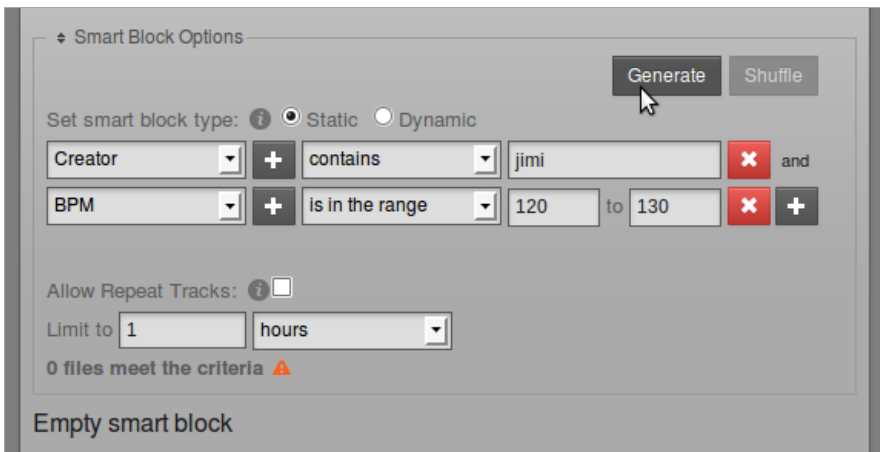 Smart Block Options
Generate Shuffle
Set smart block type: i Static Dynamic
Creator + contains jimi × and
BPM + is in the range 120 to 130 × +
Allow Repeat Tracks: i
Limit to 1 hours
0 files meet the criteria
Empty smart block